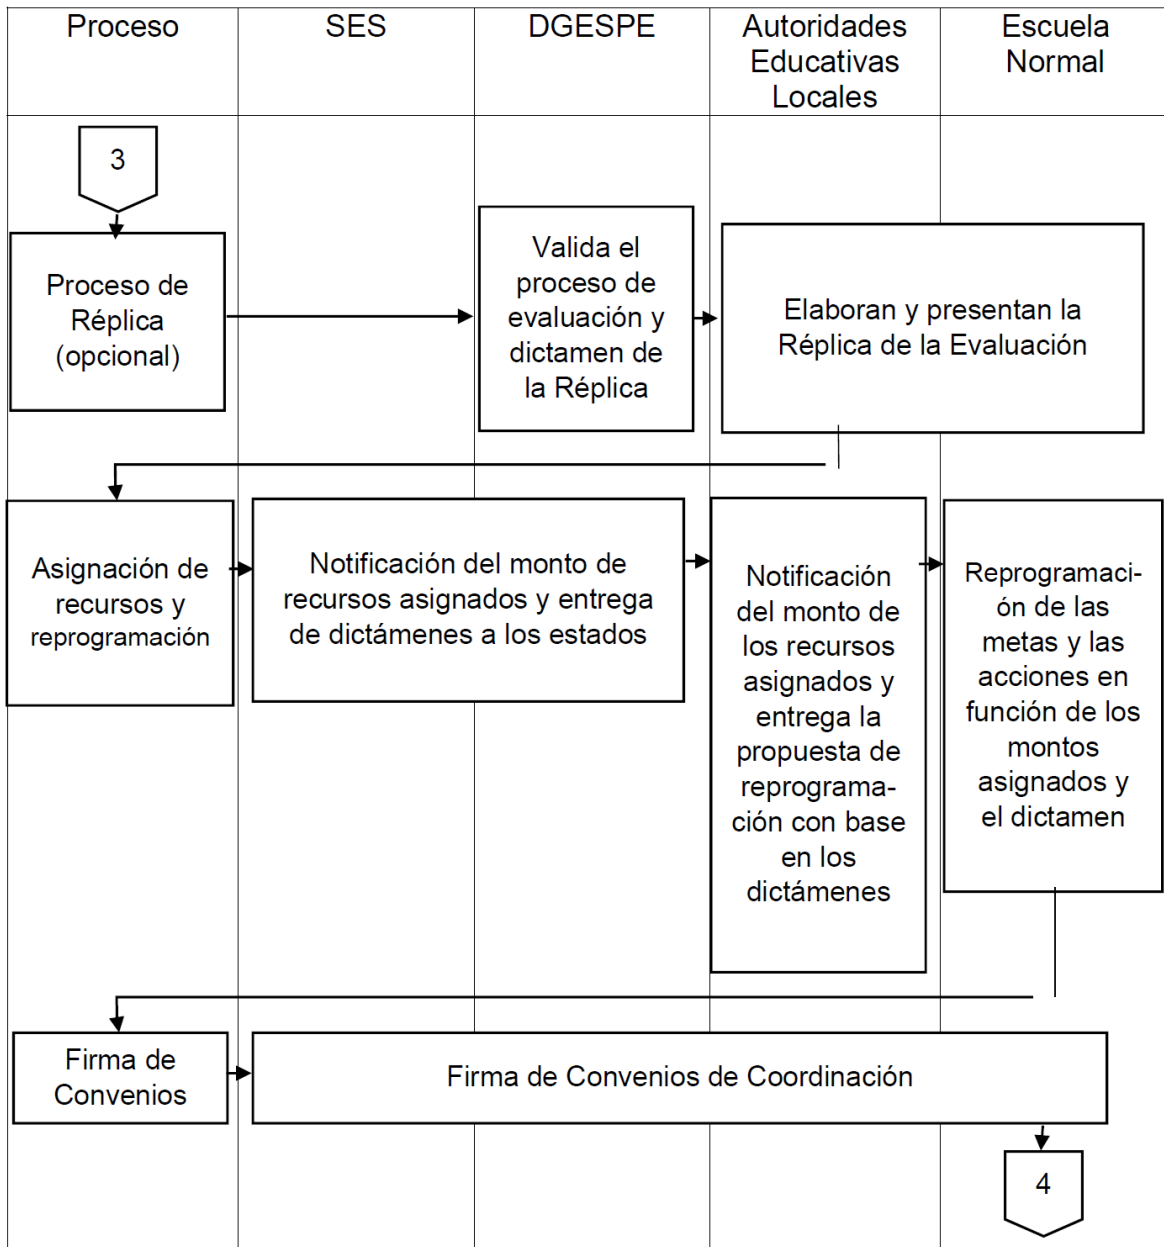 Proceso
SES
DGESPE
Autoridades
Educativas
Locales
Escuela
Normal
3
Proceso de
Réplica
(opcional)
Valida el
proceso de
evaluación y
dictamen de
la Réplica
Elaboran y presentan la
Réplica de la Evaluación
Asignación de
recursos y
reprogramación
Notificación del monto de
recursos asignados y entrega
de dictámenes a los estados
Notificación
del monto de
los recursos
asignados y
entrega la
propuesta de
reprograma-
ción con base
en los
dictámenes
Reprogramaci-
ón de las
metas y las
acciones en
función de los
montos
asignados y
el dictamen
Firma de
Convenios
Firma de Convenios de Coordinación
4